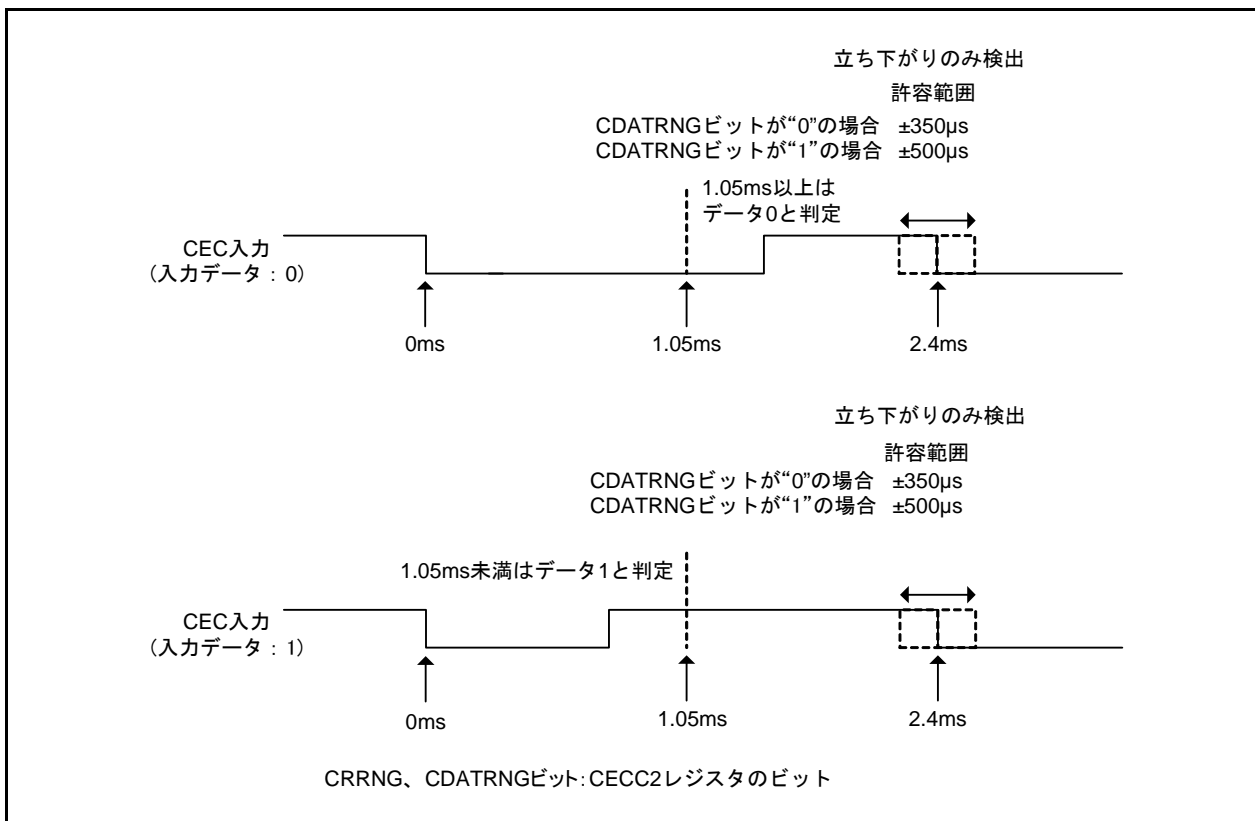 立ち下がりのみ検出
許容範囲
CDATRNGビットが“0”の場合 ±350µs
CDATRNGビットが“1”の場合 ±500µs
1.05ms以上は
データ0と判定
CEC入力
(入力データ：0)
0ms
1.05ms
2.4ms
立ち下がりのみ検出
許容範囲
CDATRNGビットが“0”の場合 ±350µs
CDATRNGビットが“1”の場合 ±500µs
1.05ms未満はデータ1と判定
CEC入力
(入力データ：1)
0ms
1.05ms
2.4ms
CRRNG、CDATRNGビット：CECC2レジスタのビット